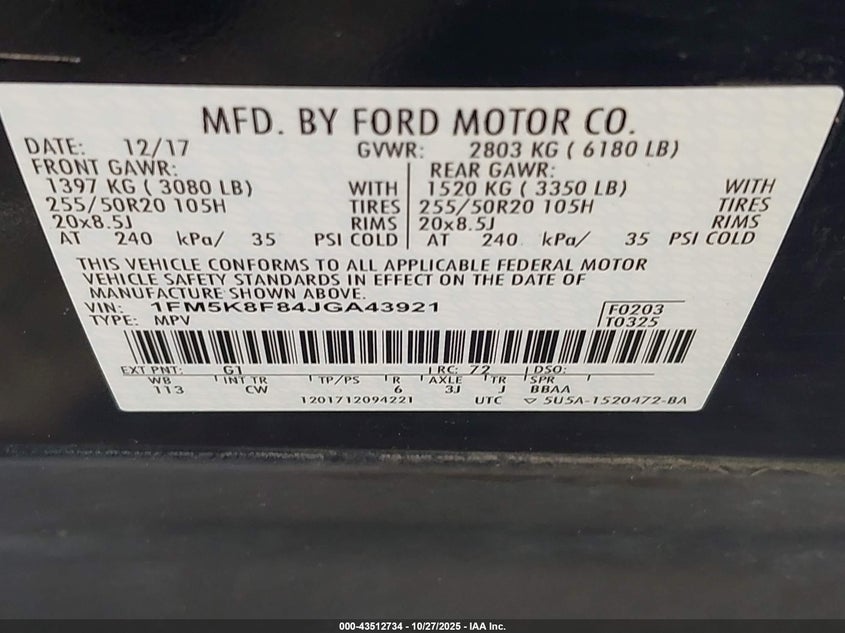 MFD. BY FORD MOTOR CO.
DATE: 12/17 GVWR: 2803 KG ( 6180 LB)
FRONT GAWR: REAR GAWR:
1397 KG ( 3080 LB) WITH 1520 KG ( 3350 LB) WITH
255/50R20 105H TIRES 255/50R20 105H TIRES
20x8.5J RIMS 20x8.5J RIMS
AT 240 kPa/ 35 PSI COLD AT 240 kPa/ 35 PSI COLD
THIS VEHICLE CONFORMS TO ALL APPLICABLE FEDERAL MOTOR
VEHICLE SAFETY STANDARDS IN EFFECT ON THE DATE OF
MANUFACTURE SHOWN ABOVE.
VIN: 1FM5K8F84JGA43921 F0203
TYPE: MPV T0325
EXT PNT: G1 RC: 72 DSO:
WB INT TR TP/PS R AXLE TR SPR
113 CW 6 3J J BBAA
1201712094221 UTC ▽ 5U5A-1520472-BA
000-43512734 - 10/27/2025 - IAA Inc.